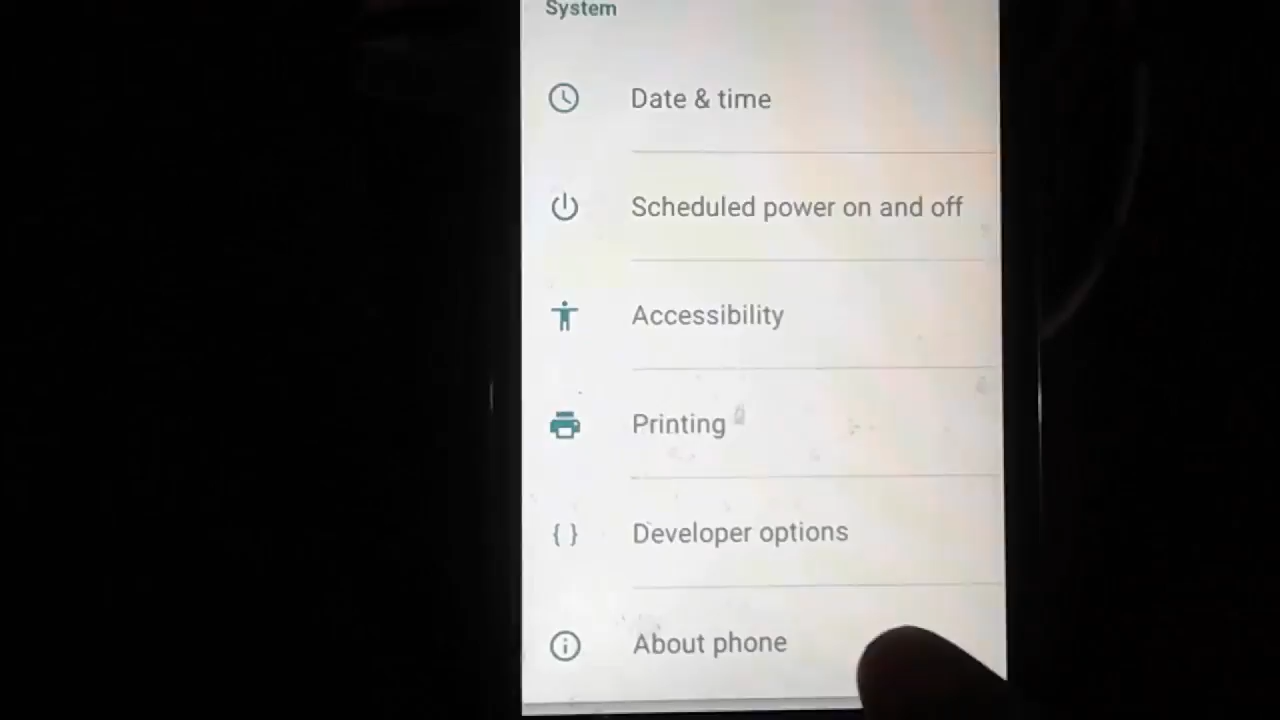 System
Date & time
Scheduled power on and off
Accessibility
Printing
Developer options
About phone